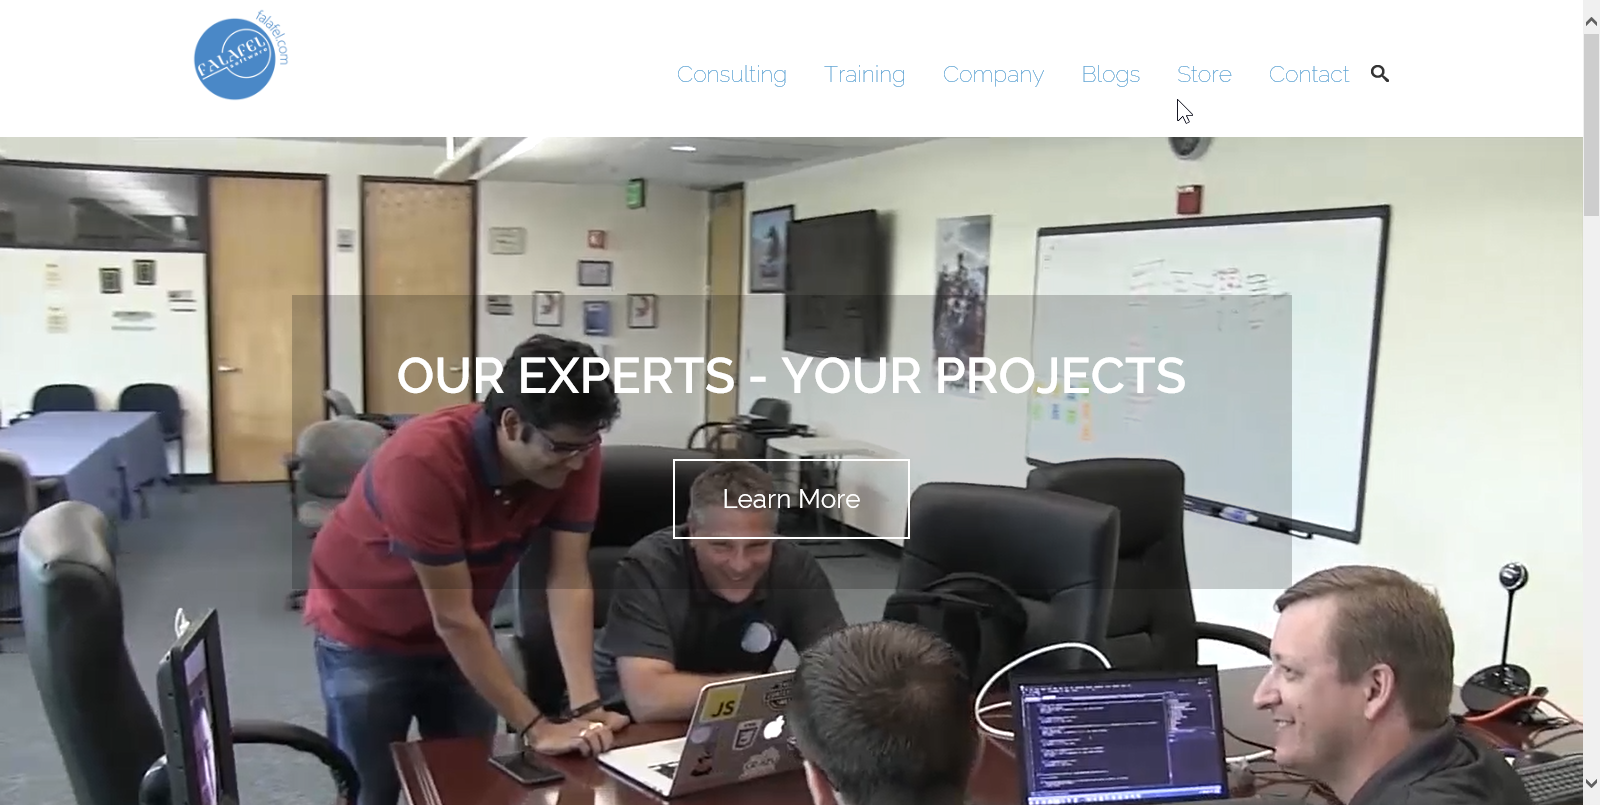 falafel.com
FALAFEL
software
Consulting Training Company Blogs Store Contact
OUR EXPERTS - YOUR PROJECTS
Learn More
JS